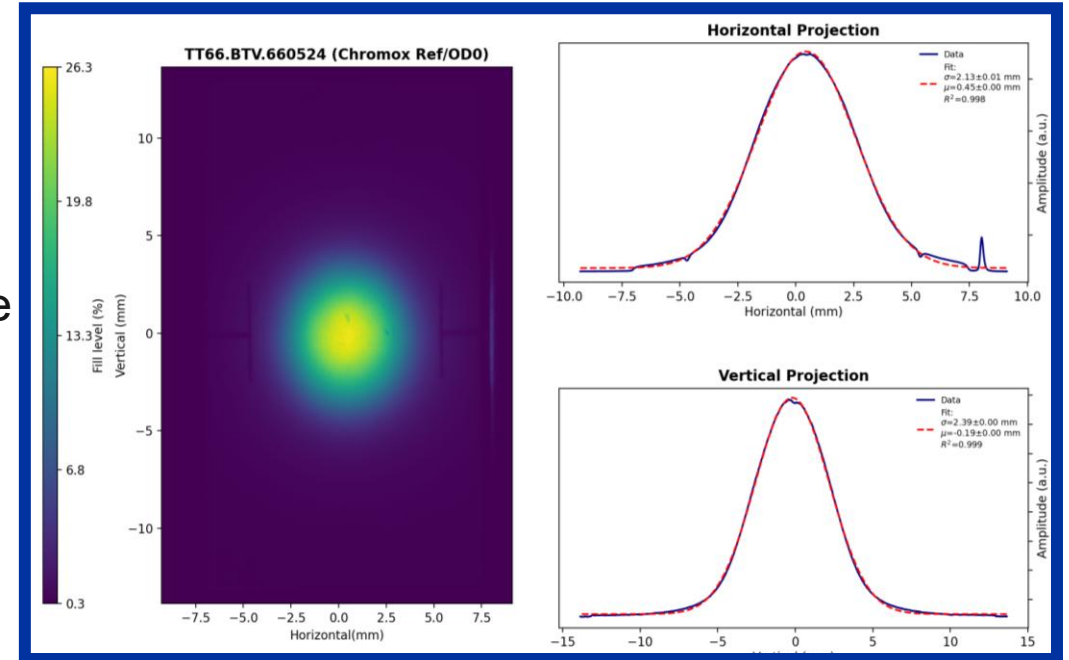 e
TT66.BTV.660524 (Chromox Ref/OD0)
26.3
19.8
13.3
6.8
0.3
Fill level (%)
Vertical (mm)
10
5
0
−5
−10
−7.5 −5.0 −2.5 0.0 2.5 5.0 7.5
Horizontal(mm)
Horizontal Projection
Data
Fit:
σ=2.13±0.01 mm
μ=0.45±0.00 mm
R²=0.998
Amplitude (a.u.)
−10.0 −7.5 −5.0 −2.5 0.0 2.5 5.0 7.5 10.0
Horizontal (mm)
Vertical Projection
Data
Fit:
σ=2.39±0.00 mm
μ=-0.19±0.00 mm
R²=0.999
Amplitude (a.u.)
−15 −10 −5 0 5 10 15